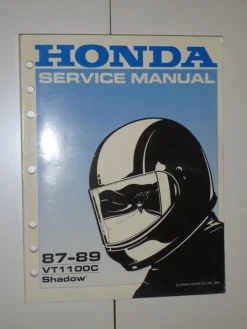 HONDA
SERVICE MANUAL
87-89
VT1100C
Shadow